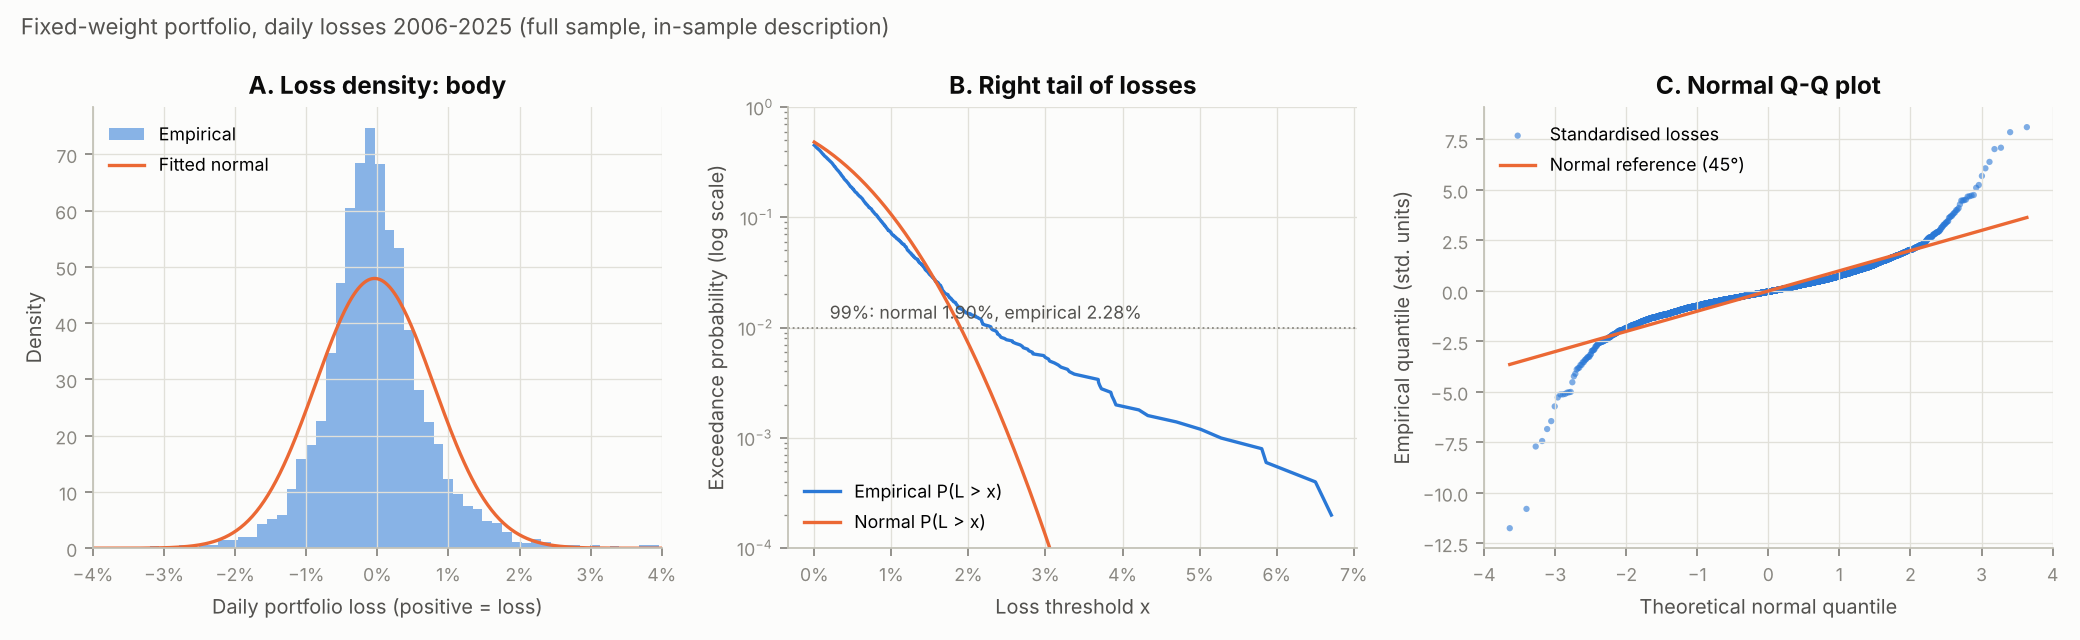 Fixed-weight portfolio, daily losses 2006-2025 (full sample, in-sample description)
A. Loss density: body
Empirical
Fitted normal
Density
70
60
50
40
30
20
10
0
−4%
−3%
−2%
−1%
0%
1%
2%
3%
4%
Daily portfolio loss (positive = loss)
B. Right tail of losses
Exceedance probability (log scale)
10⁰
10⁻¹
10⁻²
10⁻³
10⁻⁴
99%: normal 1.90%, empirical 2.28%
Empirical P(L > x)
Normal P(L > x)
0%
1%
2%
3%
4%
5%
6%
7%
Loss threshold x
C. Normal Q-Q plot
Standardised losses
Normal reference (45°)
Empirical quantile (std. units)
7.5
5.0
2.5
0.0
−2.5
−5.0
−7.5
−10.0
−12.5
−4
−3
−2
−1
0
1
2
3
4
Theoretical normal quantile